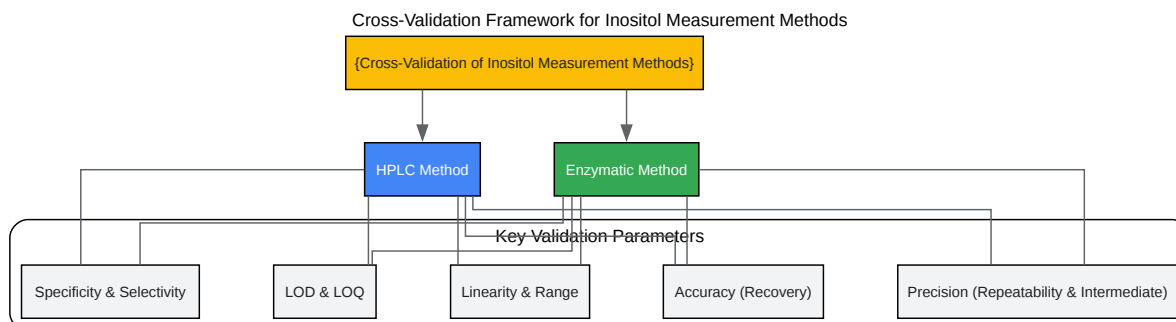 Cross-Validation Framework for Inositol Measurement Methods
{Cross-Validation of Inositol Measurement Methods}
HPLC Method
Enzymatic Method
Key Validation Parameters
Specificity & Selectivity
LOD & LOQ
Linearity & Range
Accuracy (Recovery)
Precision (Repeatability & Intermediate)